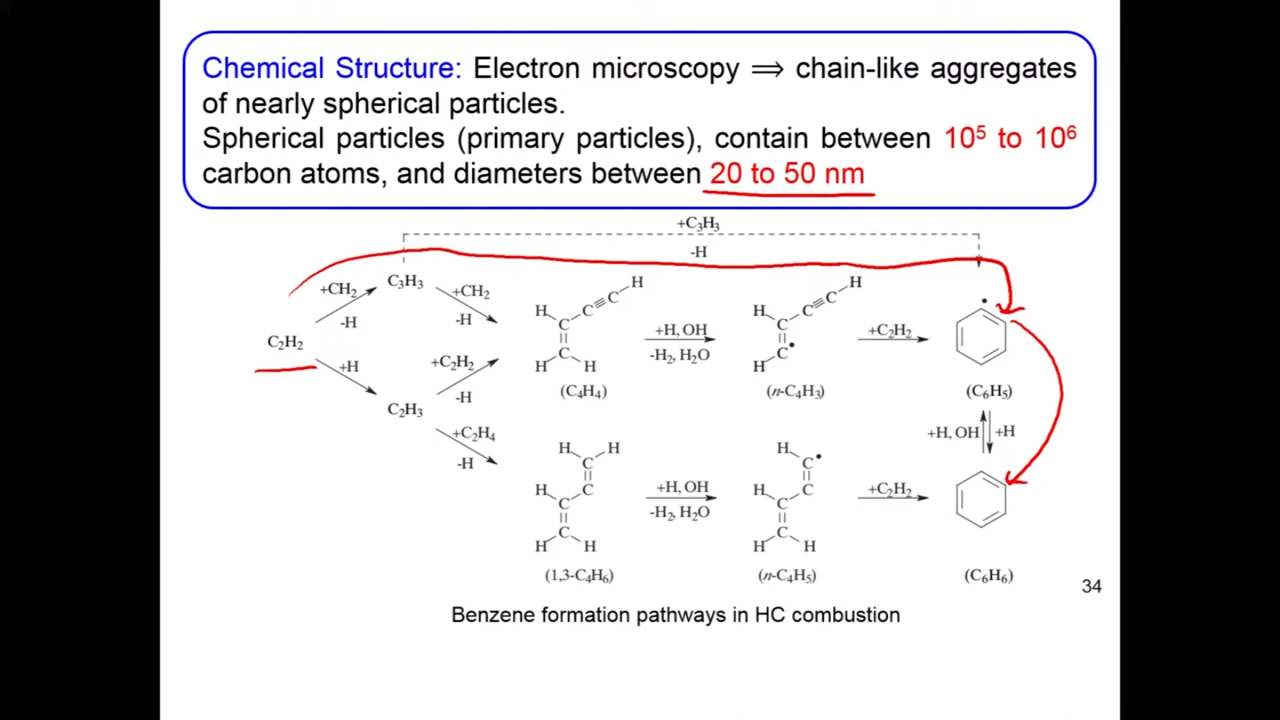 Chemical Structure: Electron microscopy ⟹ chain-like aggregates
of nearly spherical particles.
Spherical particles (primary particles), contain between 10⁵ to 10⁶
carbon atoms, and diameters between 20 to 50 nm
+C₃H₃
-H
+CH₂
-H
C₃H₃
+CH₂
-H
C₂H₂
+H
C₂H₃
+C₂H₂
-H
+C₂H₄
-H
H
C
C
H
C
C
H
H
(C₄H₄)
+H, OH
-H₂, H₂O
H
C
C
H
C
C
H
(n-C₄H₃)
+C₂H₂
(C₆H₅)
+H, OH
+H
H
H
C
C
H
C
C
H
H
(1,3-C₄H₆)
+H, OH
-H₂, H₂O
H
C
C
H
C
C
H
H
(n-C₄H₅)
+C₂H₂
(C₆H₆)
34
Benzene formation pathways in HC combustion